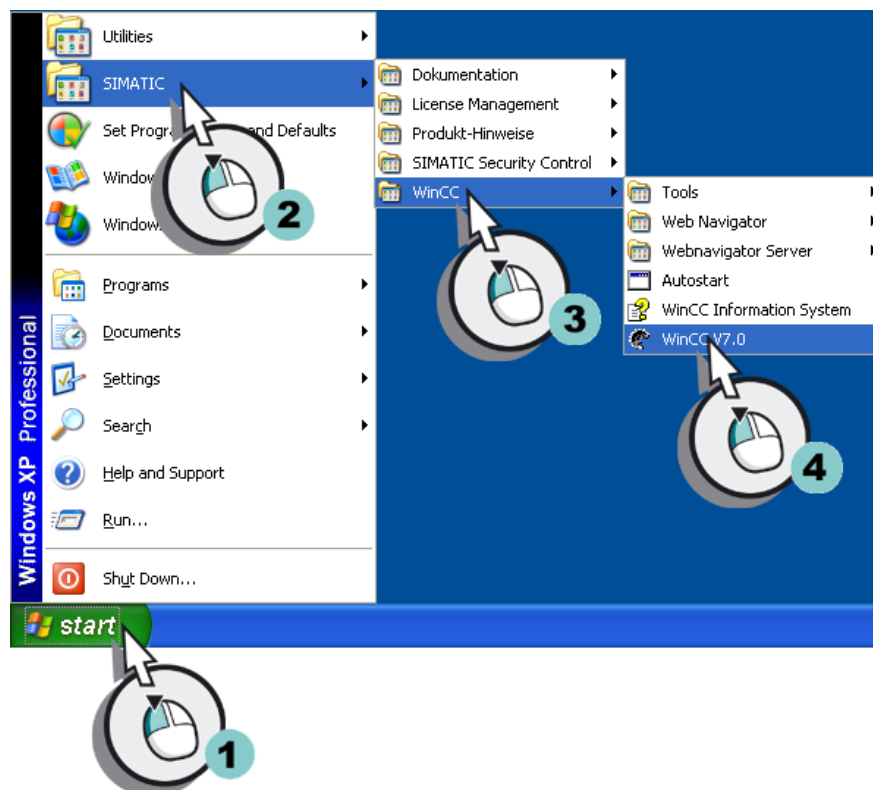 Utilities
SIMATIC
Set Progr and Defaults
Window
Window
Programs
Documents
Settings
Search
Help and Support
Run...
Shut Down...
Windows XP Professional
start
Dokumentation
License Management
Produkt-Hinweise
SIMATIC Security Control
WinCC
Tools
Web Navigator
Webnavigator Server
Autostart
WinCC Information System
WinCC V7.0
2
3
4
1